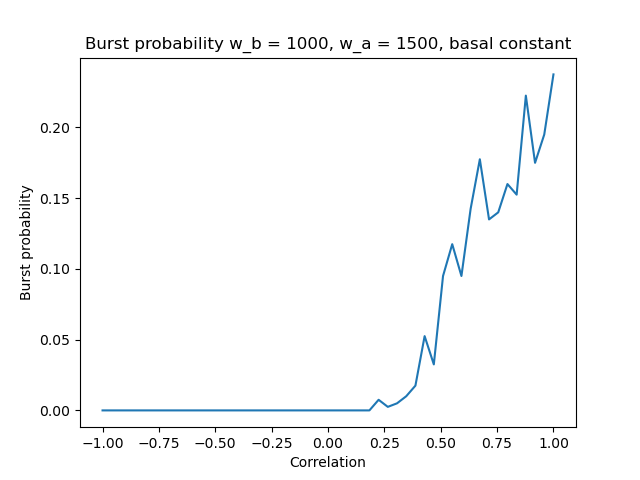 Burst probability w_b = 1000, w_a = 1500, basal constant
Burst probability
0.20
0.15
0.10
0.05
0.00
−1.00 −0.75 −0.50 −0.25 0.00 0.25 0.50 0.75 1.00
Correlation